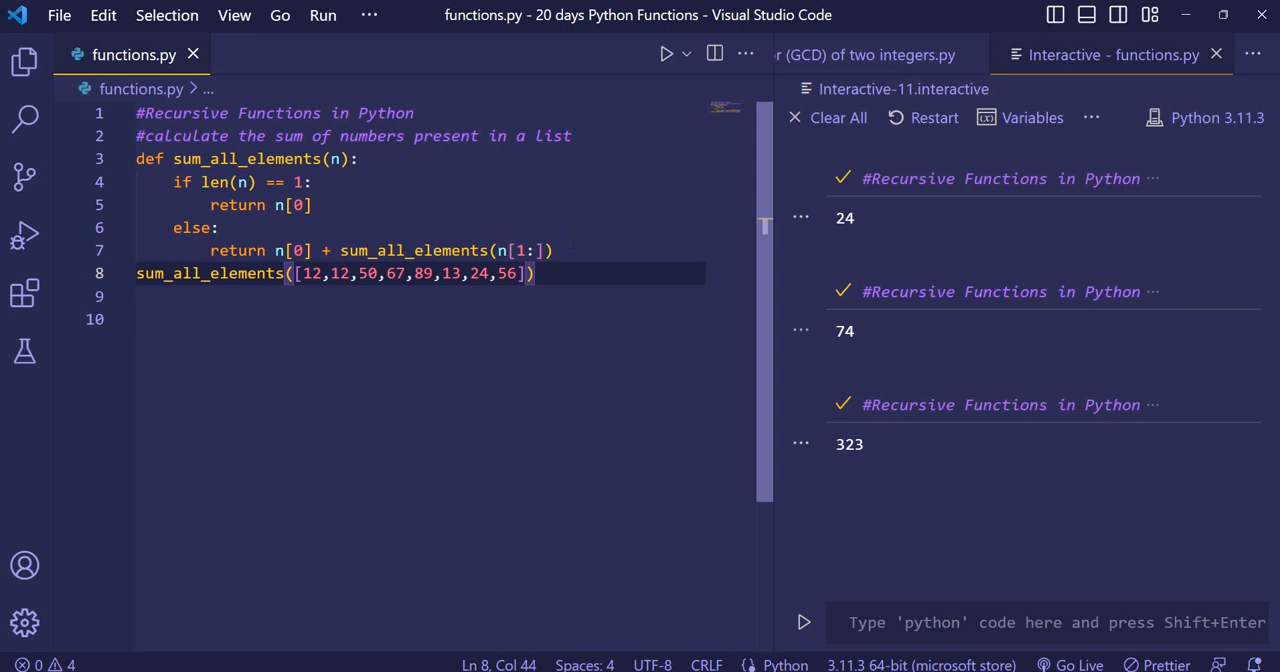 File Edit Selection View Go Run ··· functions.py - 20 days Python Functions - Visual Studio Code
functions.py
functions.py > ...
1 #Recursive Functions in Python
2 #calculate the sum of numbers present in a list
3 def sum_all_elements(n):
4     if len(n) == 1:
5         return n[0]
6     else:
7         return n[0] + sum_all_elements(n[1:])
8 sum_all_elements([12,12,50,67,89,13,24,56])
9
10
r (GCD) of two integers.py Interactive - functions.py
Interactive-11.interactive
Clear All Restart Variables ··· Python 3.11.3
#Recursive Functions in Python ···
24
#Recursive Functions in Python ···
74
#Recursive Functions in Python ···
323
Type 'python' code here and press Shift+Enter
0 4 Ln 8, Col 44 Spaces: 4 UTF-8 CRLF Python 3.11.3 64-bit (microsoft store) Go Live Prettier